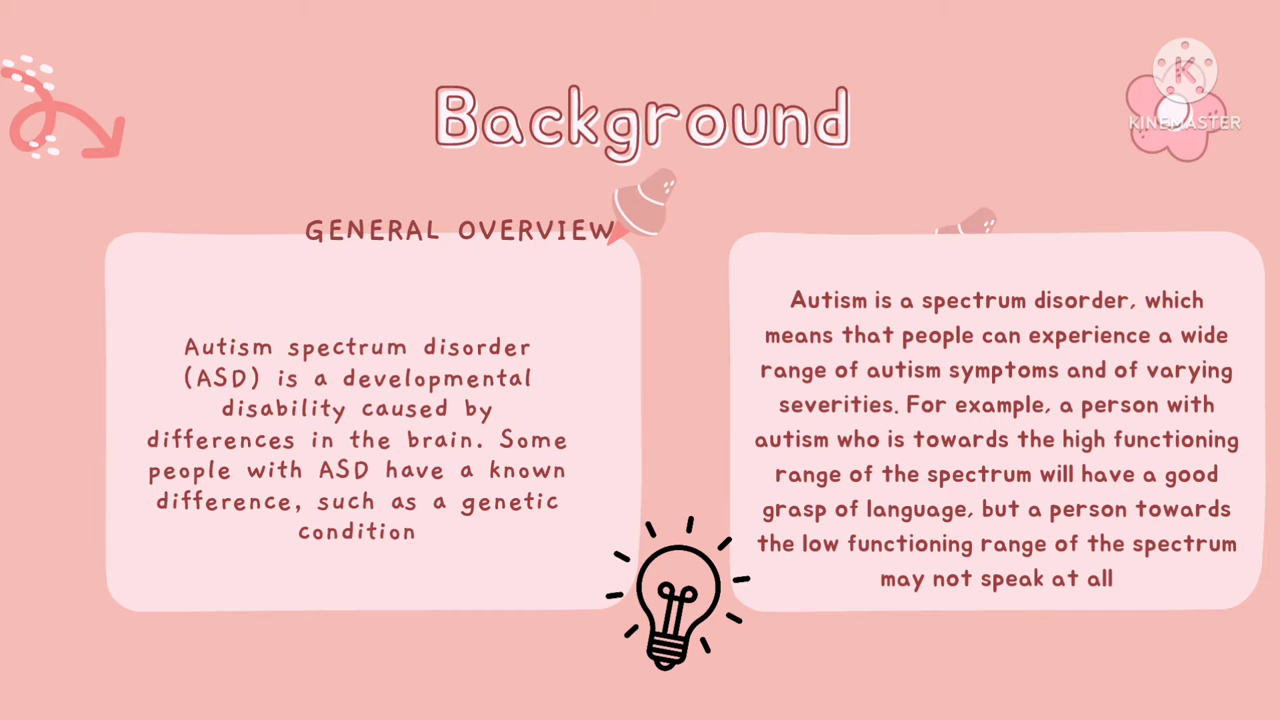 Background
K
KINEMASTER
GENERAL OVERVIEW
Autism spectrum disorder
(ASD) is a developmental
disability caused by
differences in the brain. Some
people with ASD have a known
difference, such as a genetic
condition
Autism is a spectrum disorder, which
means that people can experience a wide
range of autism symptoms and of varying
severities. For example, a person with
autism who is towards the high functioning
range of the spectrum will have a good
grasp of language, but a person towards
the low functioning range of the spectrum
may not speak at all